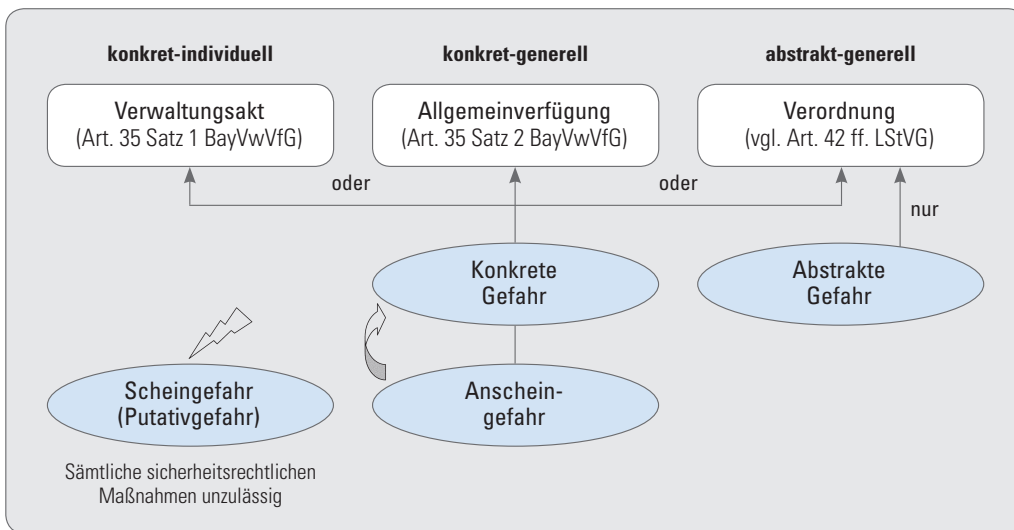 konkret-individuell
konkret-generell
abstrakt-generell
Verwaltungsakt
(Art. 35 Satz 1 BayVwVfG)
Allgemeinverfügung
(Art. 35 Satz 2 BayVwVfG)
Verordnung
(vgl. Art. 42 ff. LStVG)
oder
oder
nur
Konkrete
Gefahr
Abstrakte
Gefahr
Scheingefahr
(Putativgefahr)
Anschein-
gefahr
Sämtliche sicherheitsrechtlichen
Maßnahmen unzulässig